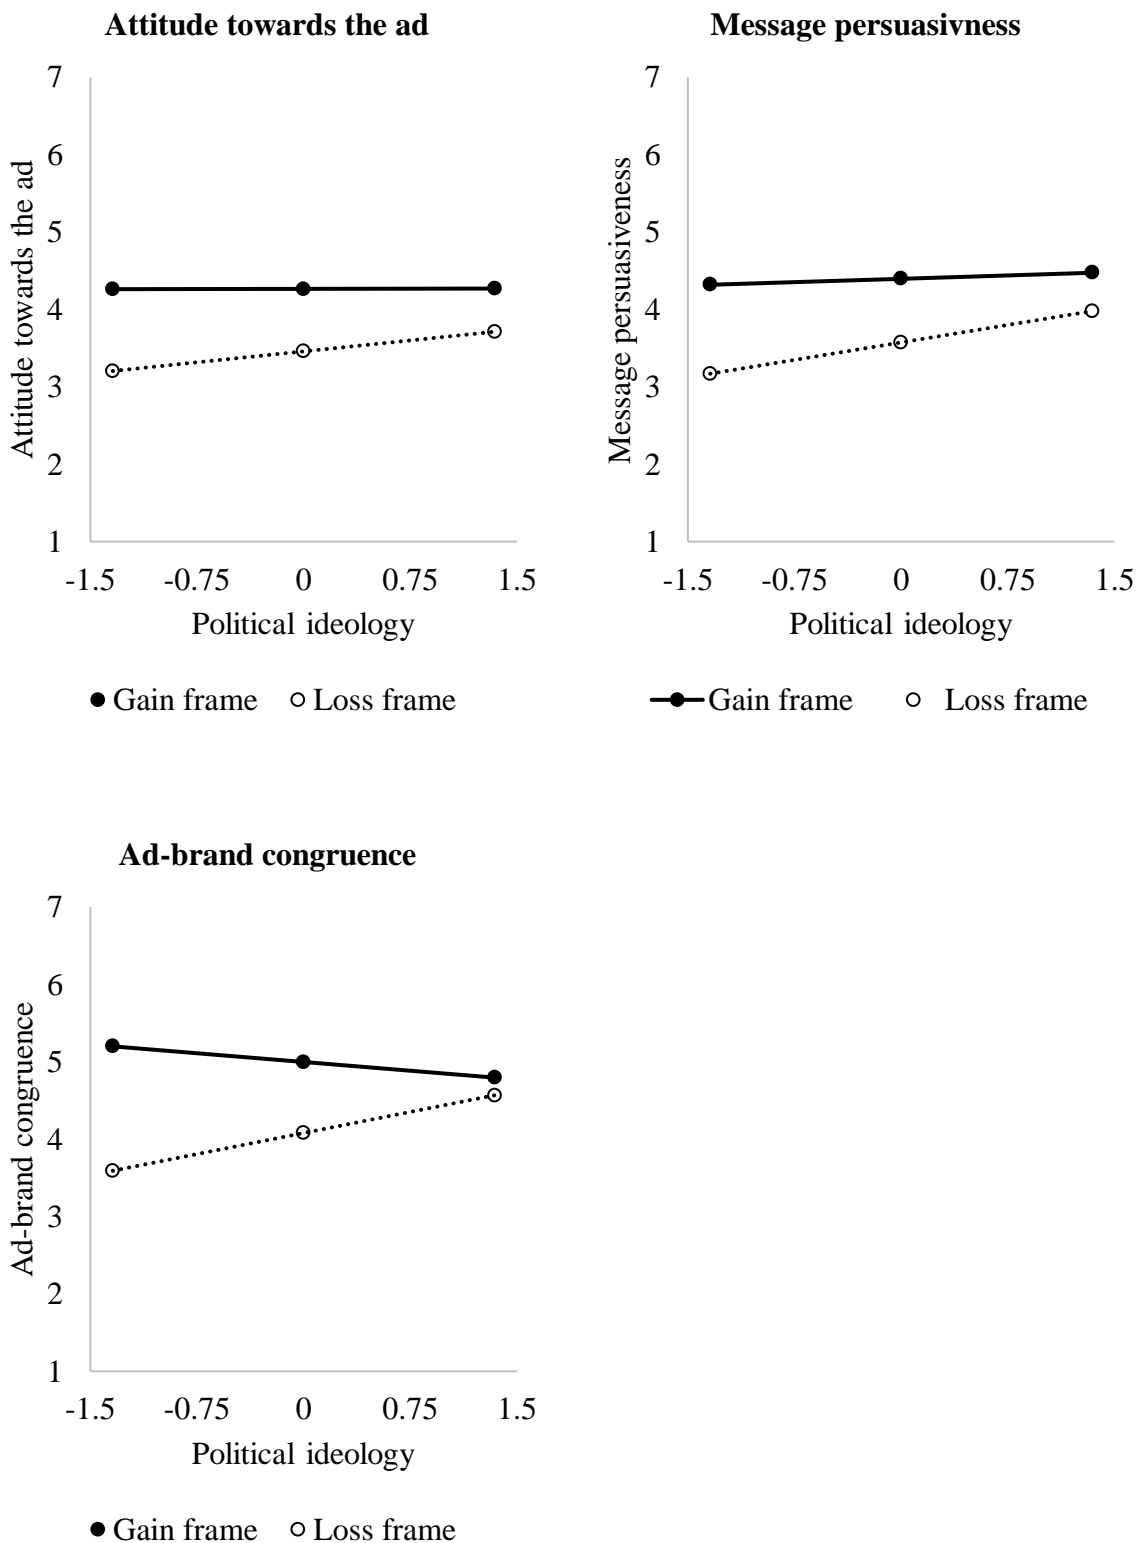 Attitude towards the ad
Attitude towards the ad
7
6
5
4
3
2
1
-1.5 -0.75 0 0.75 1.5
Political ideology
Gain frame Loss frame
Message persuasivness
Message persuasiveness
7
6
5
4
3
2
1
-1.5 -0.75 0 0.75 1.5
Political ideology
Gain frame Loss frame
Ad-brand congruence
Ad-brand congruence
7
6
5
4
3
2
1
-1.5 -0.75 0 0.75 1.5
Political ideology
Gain frame Loss frame